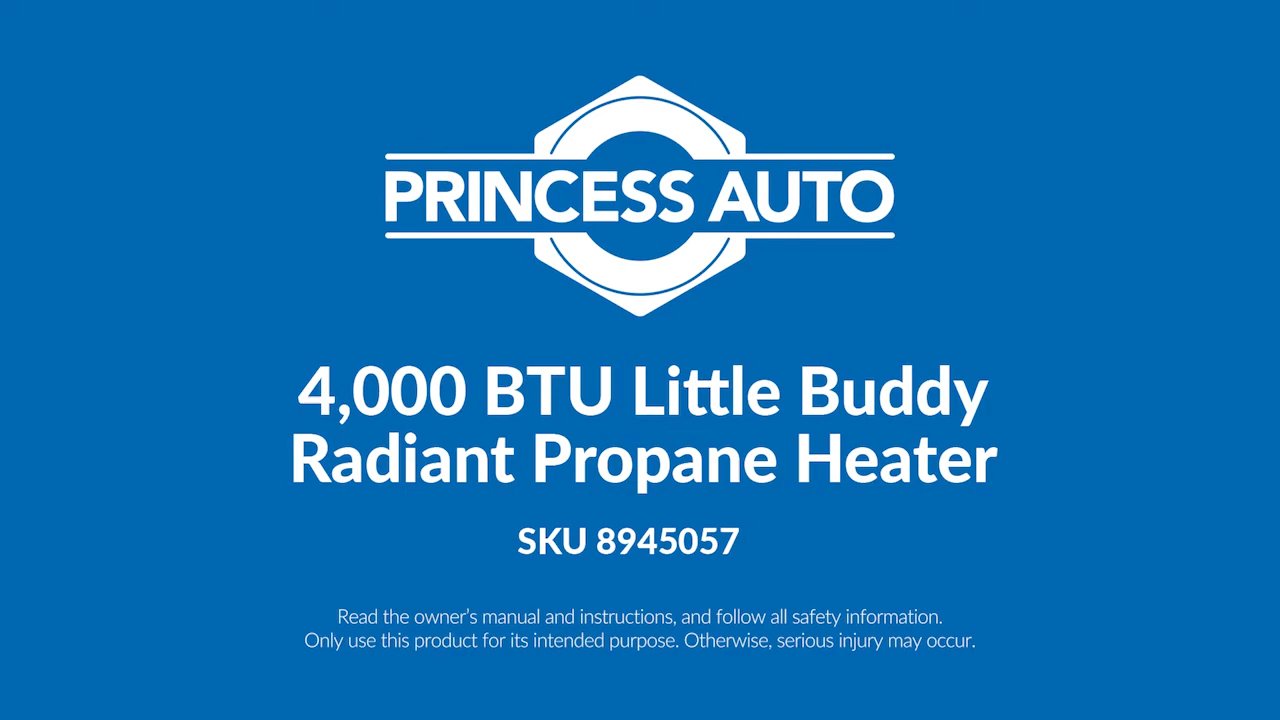 PRINCESS AUTO
4,000 BTU Little Buddy
Radiant Propane Heater
SKU 8945057
Read the owner's manual and instructions, and follow all safety information.
Only use this product for its intended purpose. Otherwise, serious injury may occur.